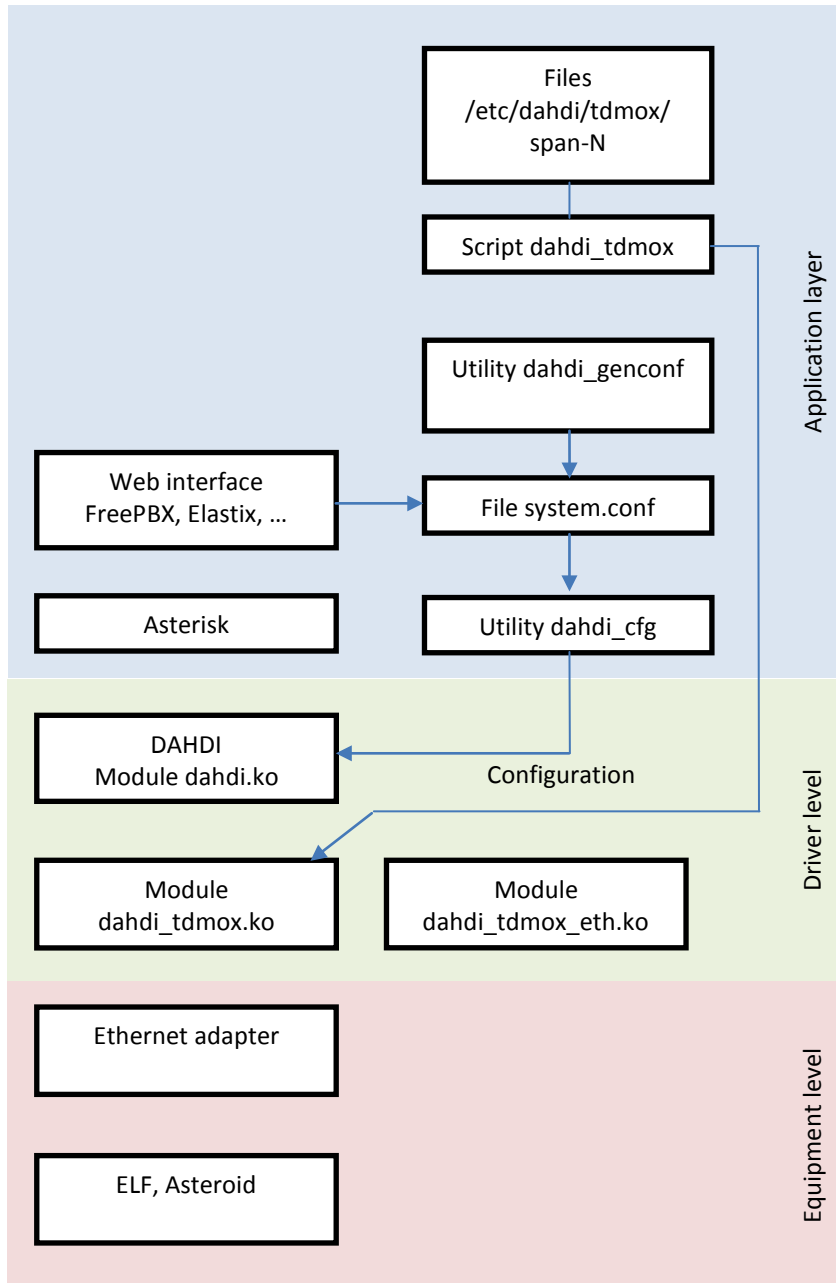 Files
/etc/dahdi/tdmox/
span-N
Script dahdi_tdmox
Utility dahdi_genconf
Web interface
FreePBX, Elastix, ...
File system.conf
Asterisk
Utility dahdi_cfg
Application layer
DAHDI
Module dahdi.ko
Configuration
Module
dahdi_tdmox.ko
Module
dahdi_tdmox_eth.ko
Driver level
Ethernet adapter
ELF, Asteroid
Equipment level